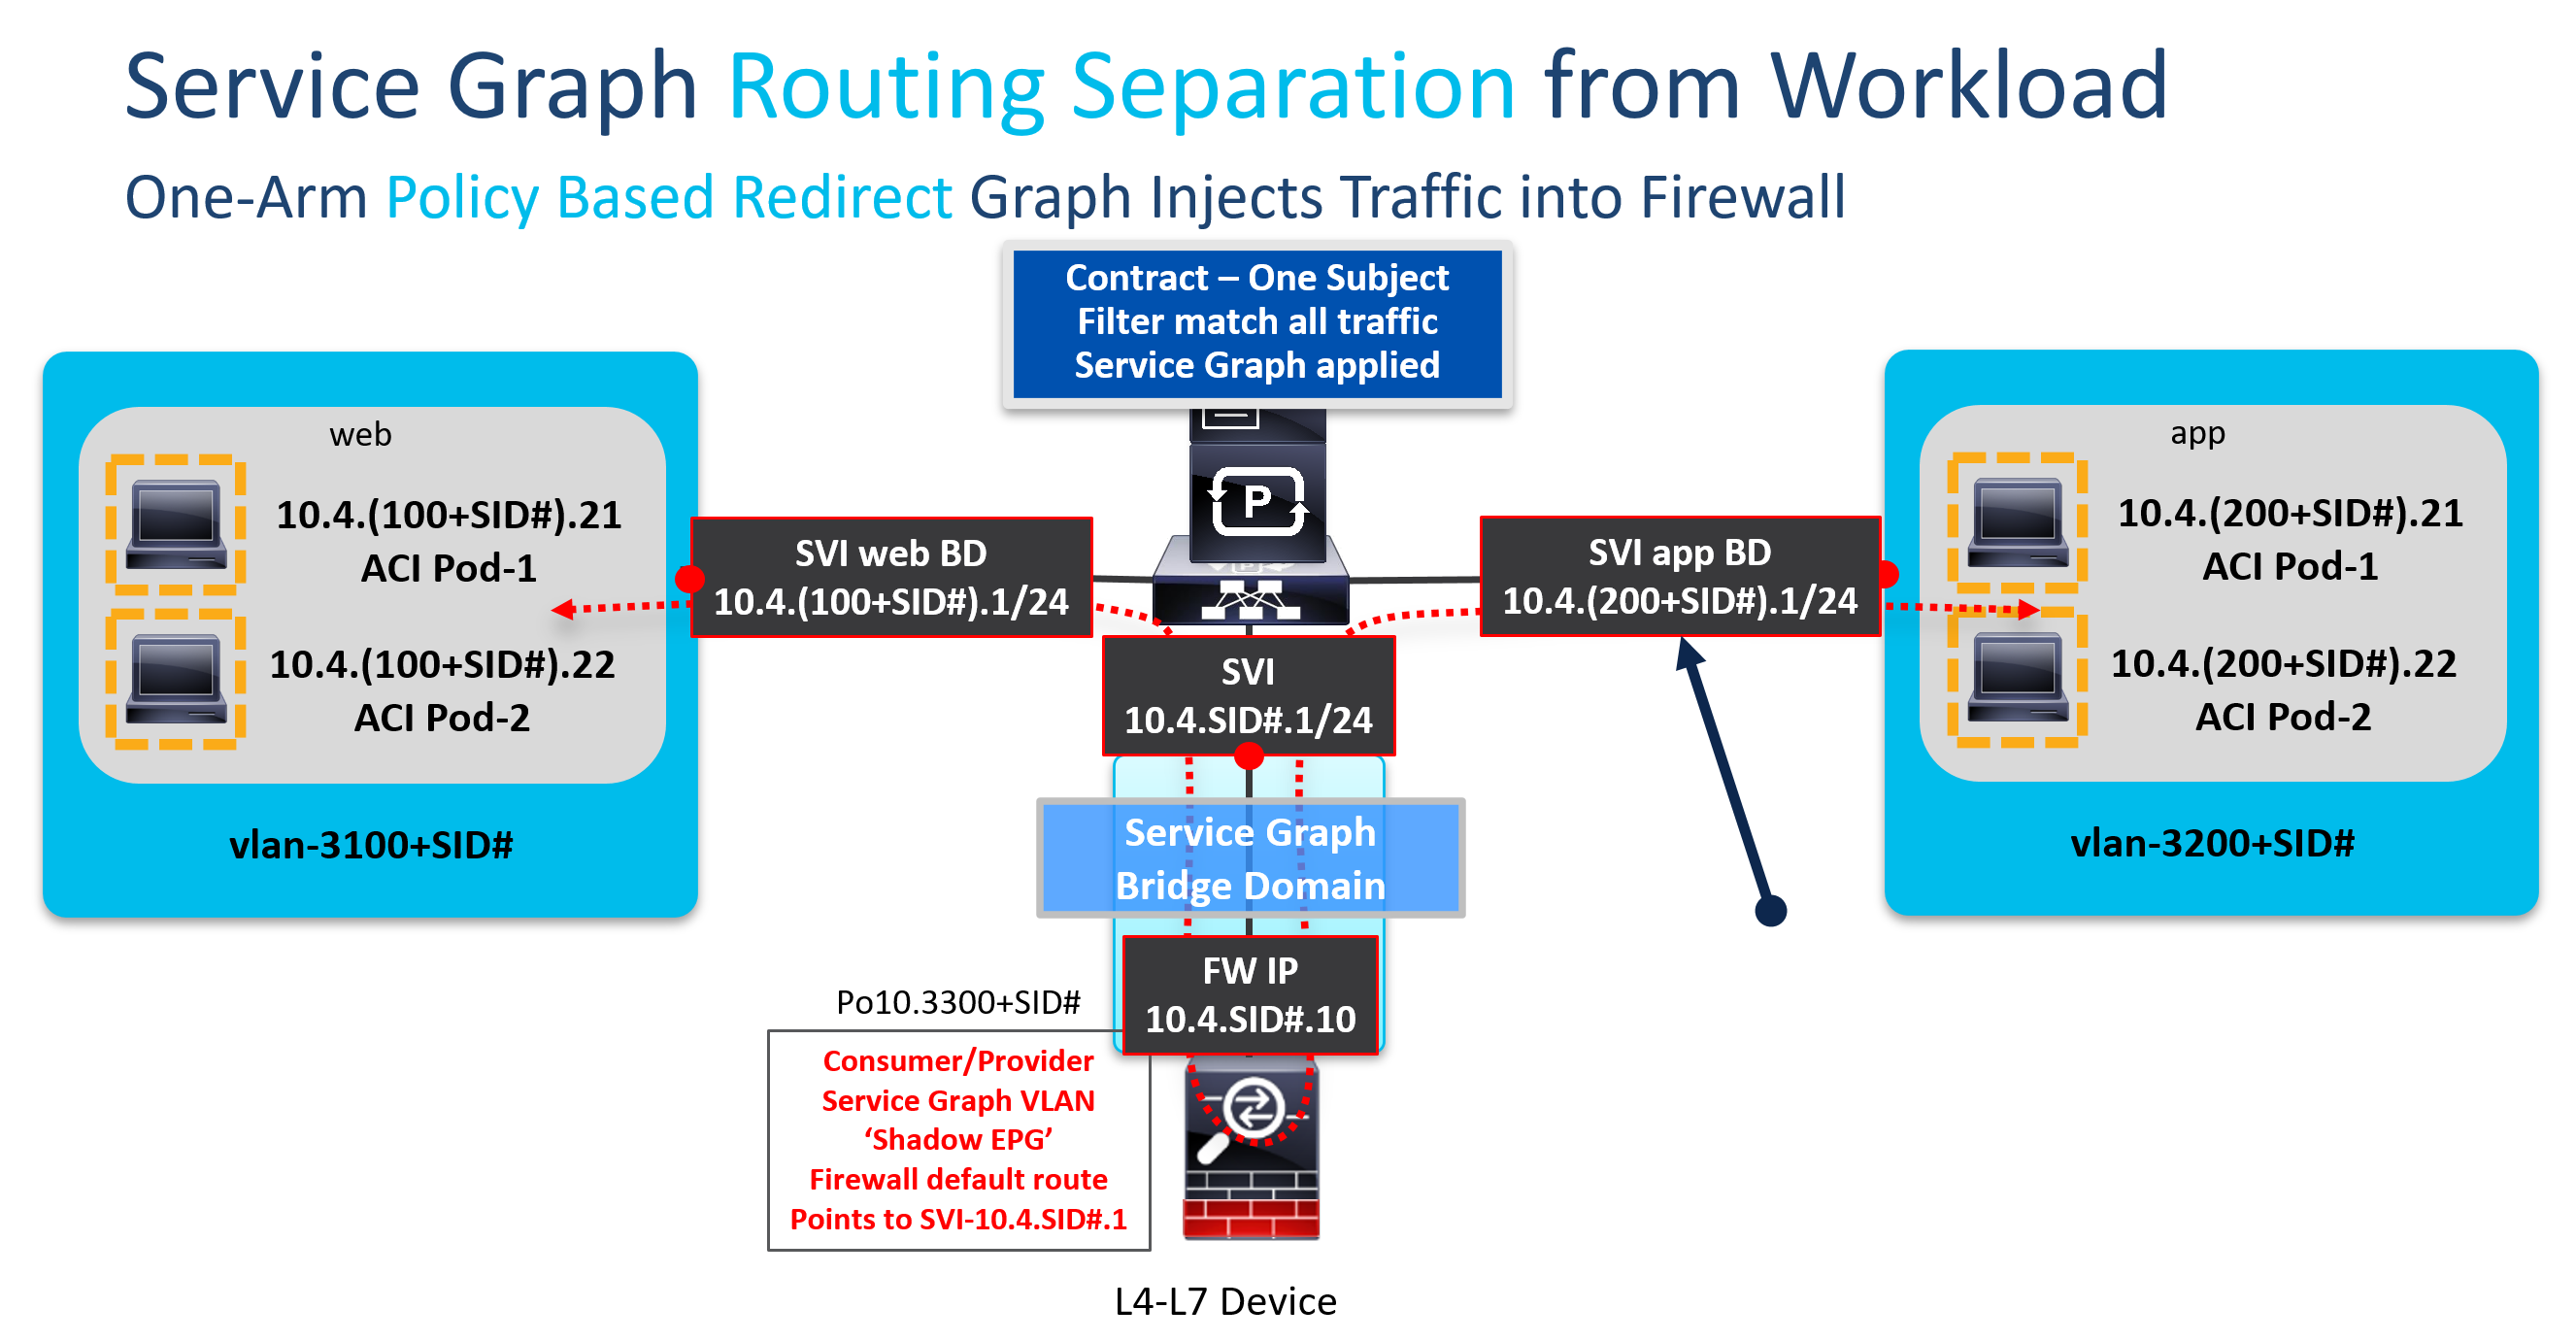 Service Graph Routing Separation from Workload
One-Arm Policy Based Redirect Graph Injects Traffic into Firewall
Contract – One Subject
Filter match all traffic
Service Graph applied
web
10.4.(100+SID#).21
ACI Pod-1
10.4.(100+SID#).22
ACI Pod-2
vlan-3100+SID#
SVI web BD
10.4.(100+SID#).1/24
P
SVI app BD
10.4.(200+SID#).1/24
app
10.4.(200+SID#).21
ACI Pod-1
10.4.(200+SID#).22
ACI Pod-2
vlan-3200+SID#
SVI
10.4.SID#.1/24
Service Graph
Bridge Domain
FW IP
10.4.SID#.10
Po10.3300+SID#
Consumer/Provider
Service Graph VLAN
‘Shadow EPG’
Firewall default route
Points to SVI-10.4.SID#.1
L4-L7 Device